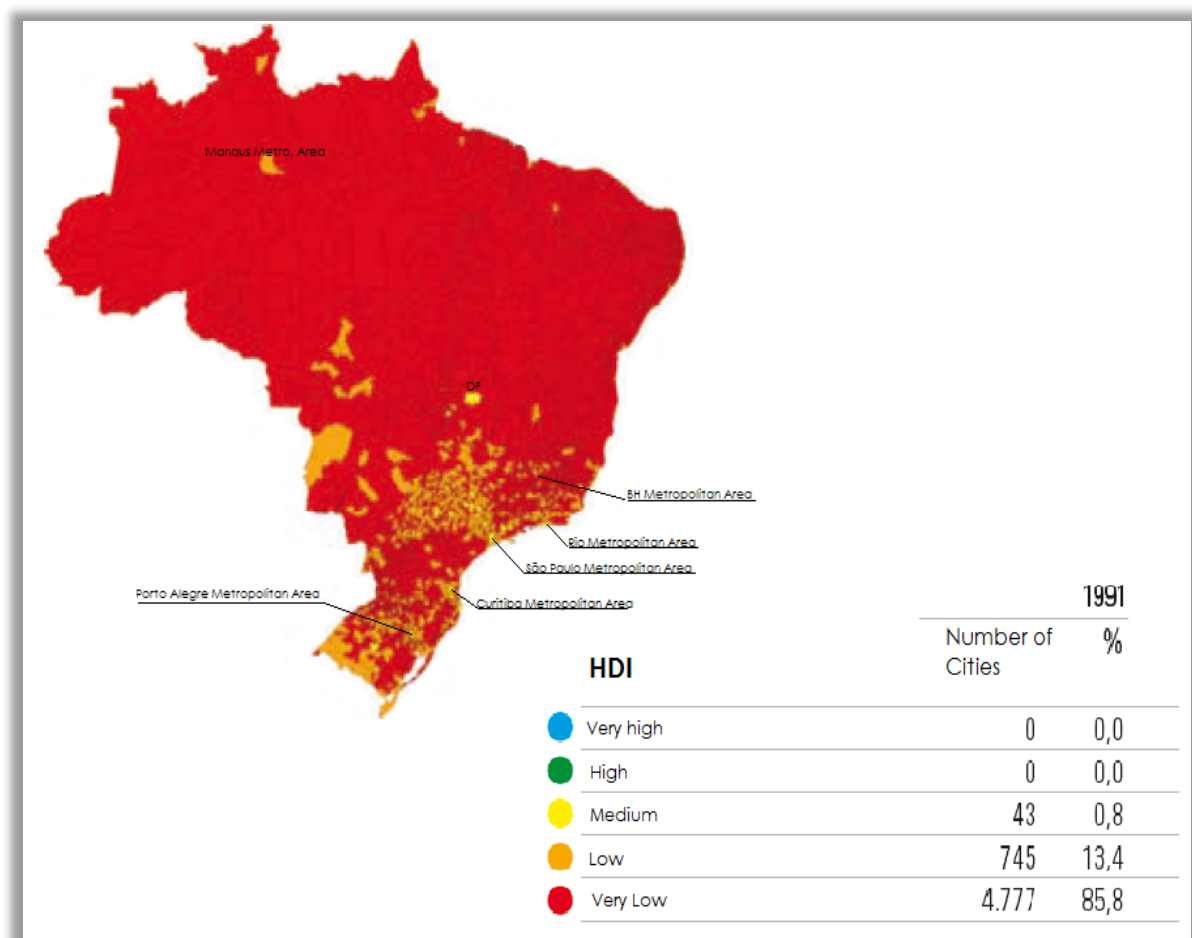 Manaus Metro. Area
DF
BH Metropolitan Area
Rio Metropolitan Area
São Paulo Metropolitan Area
Porto Alegre Metropolitan Area
Curitiba Metropolitan Area
1991
Number of Cities
%
HDI
Very high 0 0,0
High 0 0,0
Medium 43 0,8
Low 745 13,4
Very Low 4.777 85,8